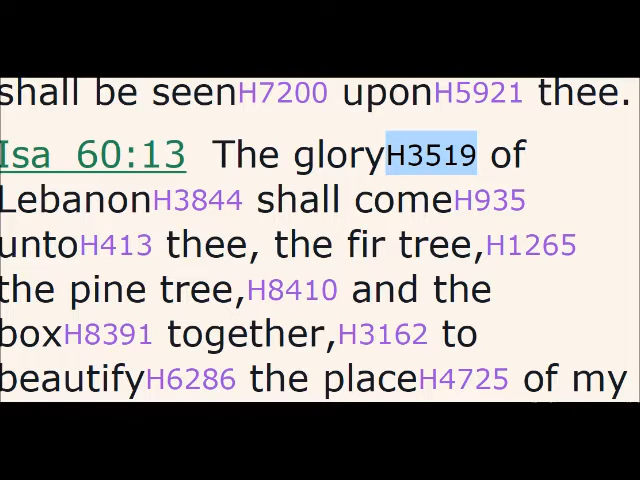 shall be seenH7200 uponH5921 thee.
Isa 60:13 The gloryH3519 of
LebanonH3844 shall comeH935
untoH413 thee, the fir tree,H1265
the pine tree,H8410 and the
boxH8391 together,H3162 to
beautifyH6286 the placeH4725 of my